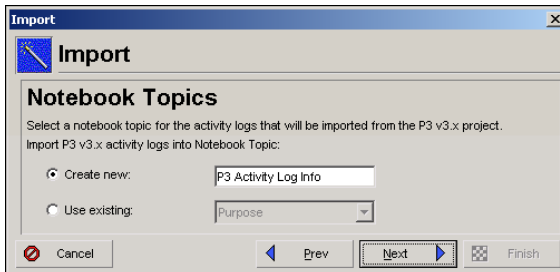 Import
Import
Notebook Topics
Select a notebook topic for the activity logs that will be imported from the P3 v3.x project.
Import P3 v3.x activity logs into Notebook Topic:
Create new: P3 Activity Log Info
Use existing: Purpose
Cancel Prev Next Finish